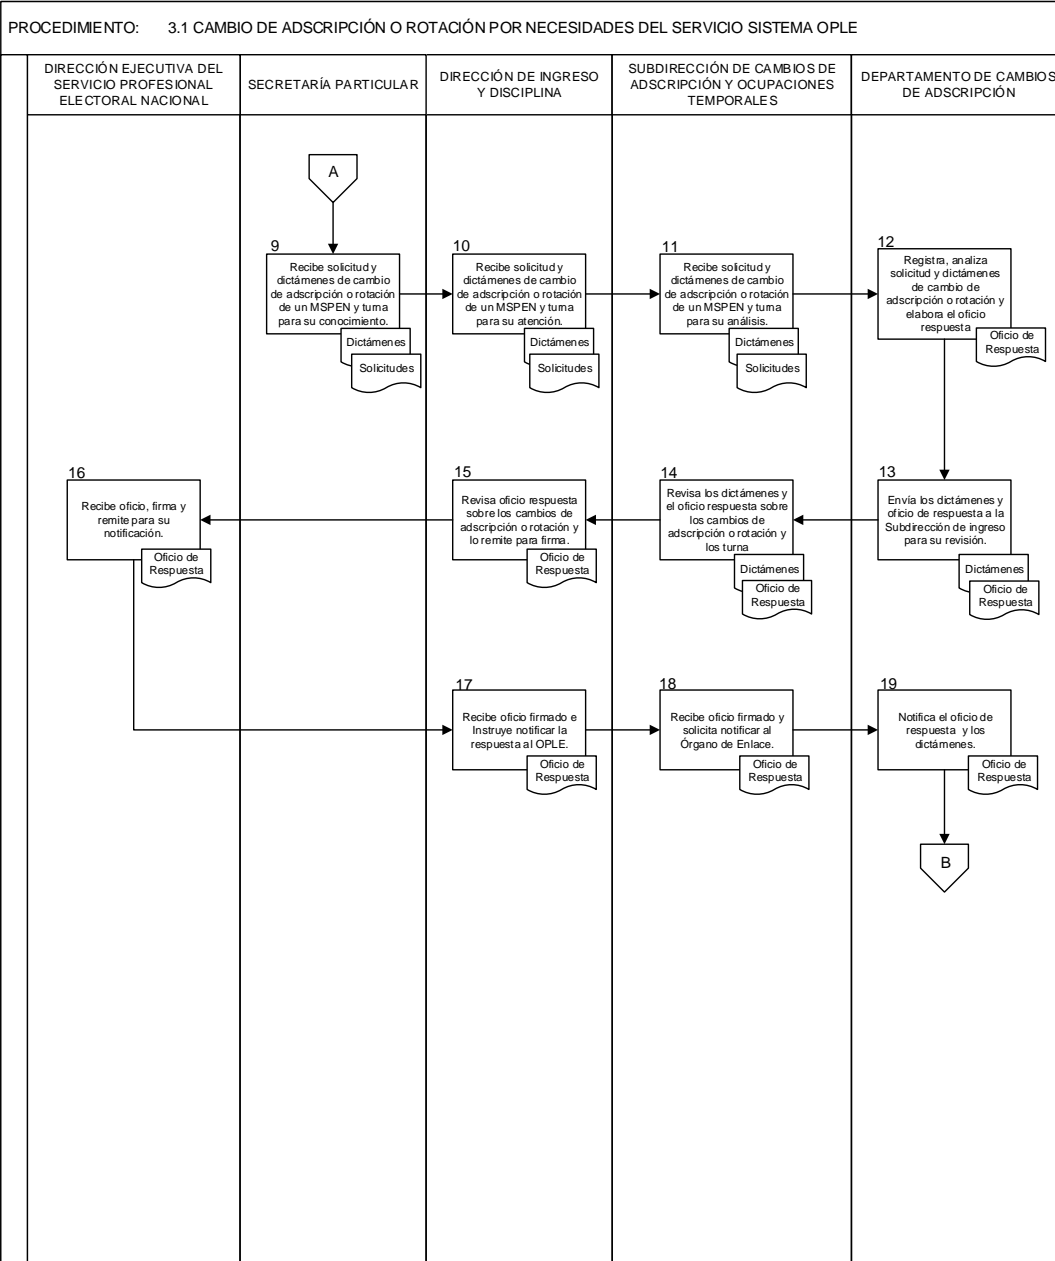 PROCEDIMIENTO: 3.1 CAMBIO DE ADSCRIPCIÓN O ROTACIÓN POR NECESIDADES DEL SERVICIO SISTEMA OPLE
DIRECCIÓN EJECUTIVA DEL
SERVICIO PROFESIONAL
ELECTORAL NACIONAL
SECRETARÍA PARTICULAR
DIRECCIÓN DE INGRESO
Y DISCIPLINA
SUBDIRECCIÓN DE CAMBIOS DE
ADSCRIPCIÓN Y OCUPACIONES
TEMPORALES
DEPARTAMENTO DE CAMBIOS
DE ADSCRIPCIÓN
A
9
Recibe solicitud y
dictámenes de cambio
de adscripción o rotación
de un MSPEN y turna
para su conocimiento.
Dictámenes
Solicitudes
10
Recibe solicitud y
dictámenes de cambio
de adscripción o rotación
de un MSPEN y turna
para su atención.
Dictámenes
Solicitudes
11
Recibe solicitud y
dictámenes de cambio
de adscripción o rotación
de un MSPEN y turna
para su análisis.
Dictámenes
Solicitudes
12
Registra, analiza
solicitud y dictámenes
de cambio de
adscripción o rotación y
elabora el oficio
respuesta
Oficio de
Respuesta
13
Envía los dictámenes y
oficio de respuesta a la
Subdirección de ingreso
para su revisión.
Dictámenes
Oficio de
Respuesta
14
Revisa los dictámenes y
el oficio respuesta sobre
los cambios de
adscripción o rotación y
los turna
Dictámenes
Oficio de
Respuesta
15
Revisa oficio respuesta
sobre los cambios de
adscripción o rotación y
lo remite para firma.
Oficio de
Respuesta
16
Recibe oficio, firma y
remite para su
notificación.
Oficio de
Respuesta
17
Recibe oficio firmado e
Instruye notificar la
respuesta al OPLE.
Oficio de
Respuesta
18
Recibe oficio firmado y
solicita notificar al
Órgano de Enlace.
Oficio de
Respuesta
19
Notifica el oficio de
respuesta y los
dictámenes.
Oficio de
Respuesta
B